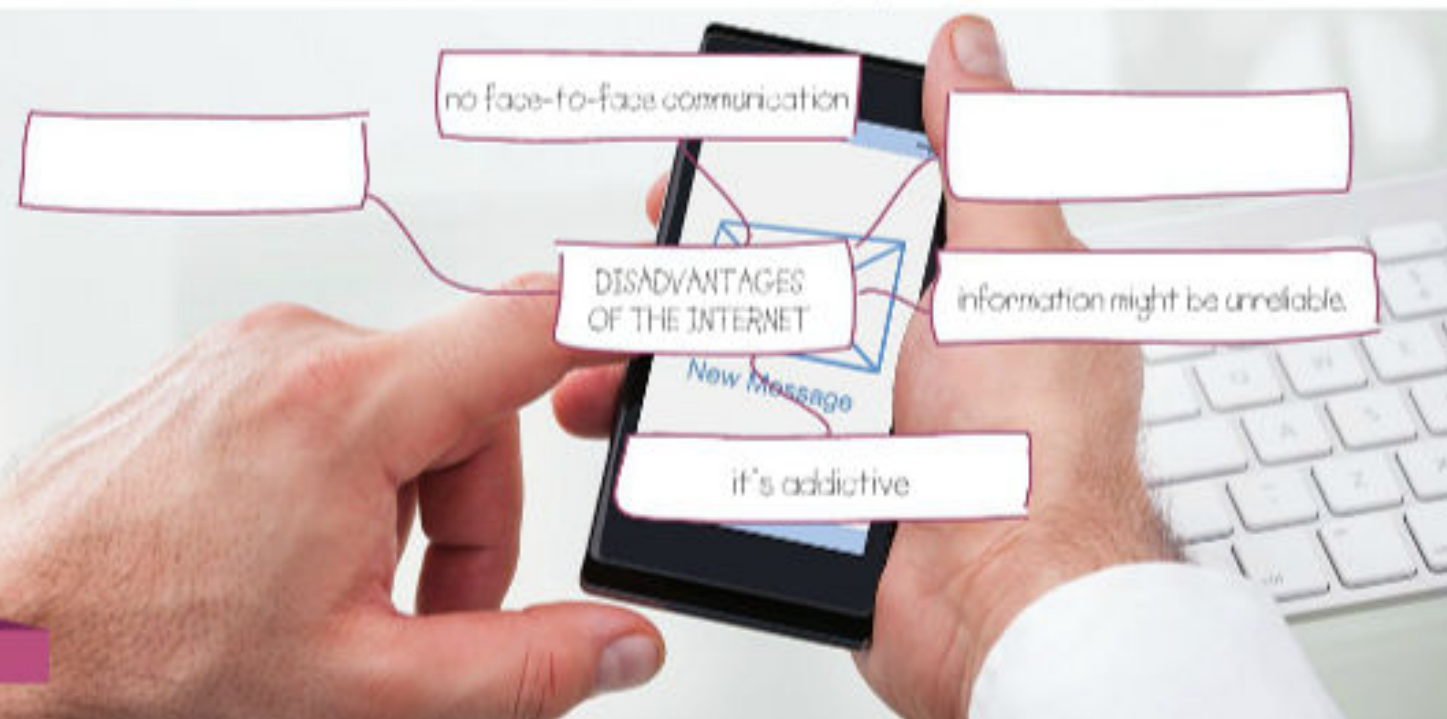 no face-to-face communication
DISADVANTAGES
OF THE INTERNET
information might be unreliable.
New Message
it's addictive